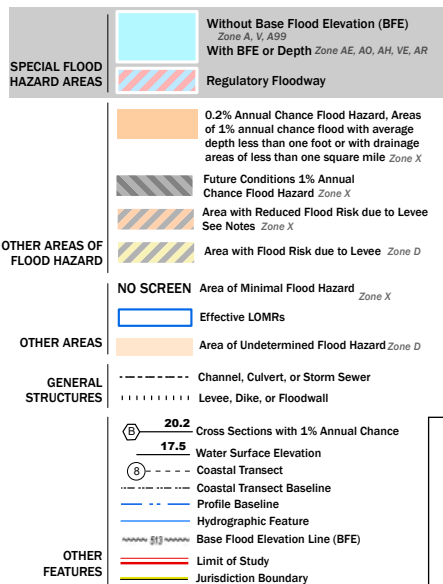 Without Base Flood Elevation (BFE)
Zone A, V, A99
With BFE or Depth Zone AE, AO, AH, VE, AR
SPECIAL FLOOD
HAZARD AREAS
Regulatory Floodway
0.2% Annual Chance Flood Hazard, Areas
of 1% annual chance flood with average
depth less than one foot or with drainage
areas of less than one square mile Zone X
Future Conditions 1% Annual
Chance Flood Hazard Zone X
Area with Reduced Flood Risk due to Levee
See Notes Zone X
OTHER AREAS OF
FLOOD HAZARD
Area with Flood Risk due to Levee Zone D
NO SCREEN Area of Minimal Flood Hazard Zone X
Effective LOMRs
OTHER AREAS
Area of Undetermined Flood Hazard Zone D
GENERAL
STRUCTURES
Channel, Culvert, or Storm Sewer
Levee, Dike, or Floodwall
B 20.2 Cross Sections with 1% Annual Chance
17.5 Water Surface Elevation
8 Coastal Transect
Coastal Transect Baseline
Profile Baseline
Hydrographic Feature
513 Base Flood Elevation Line (BFE)
OTHER
FEATURES
Limit of Study
Jurisdiction Boundary